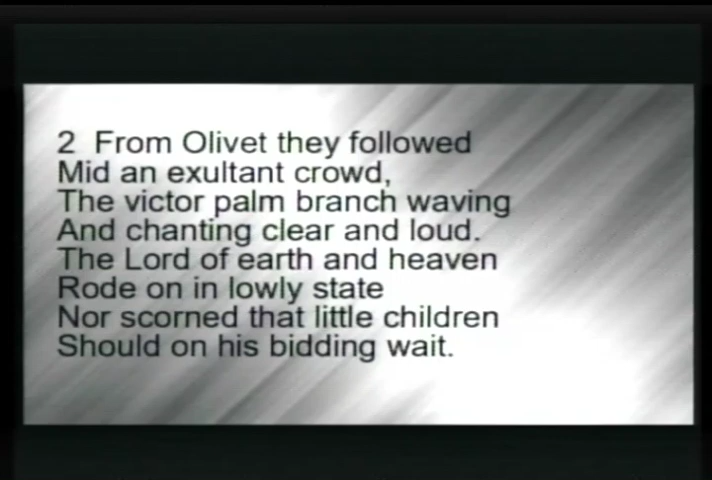 2 From Olivet they followed
Mid an exultant crowd,
The victor palm branch waving
And chanting clear and loud.
The Lord of earth and heaven
Rode on in lowly state
Nor scorned that little children
Should on his bidding wait.